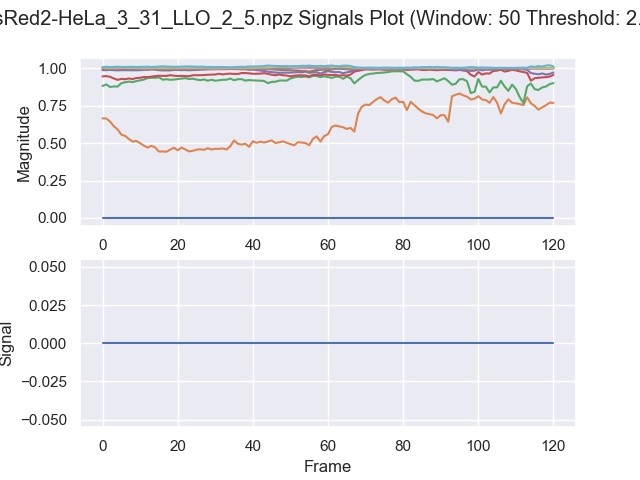 sRed2-HeLa_3_31_LLO_2_5.npz Signals Plot (Window: 50 Threshold: 2.
1.00
0.75
0.50
0.25
0.00
Magnitude
0 20 40 60 80 100 120
0.050
0.025
0.000
−0.025
−0.050
Signal
0 20 40 60 80 100 120
Frame